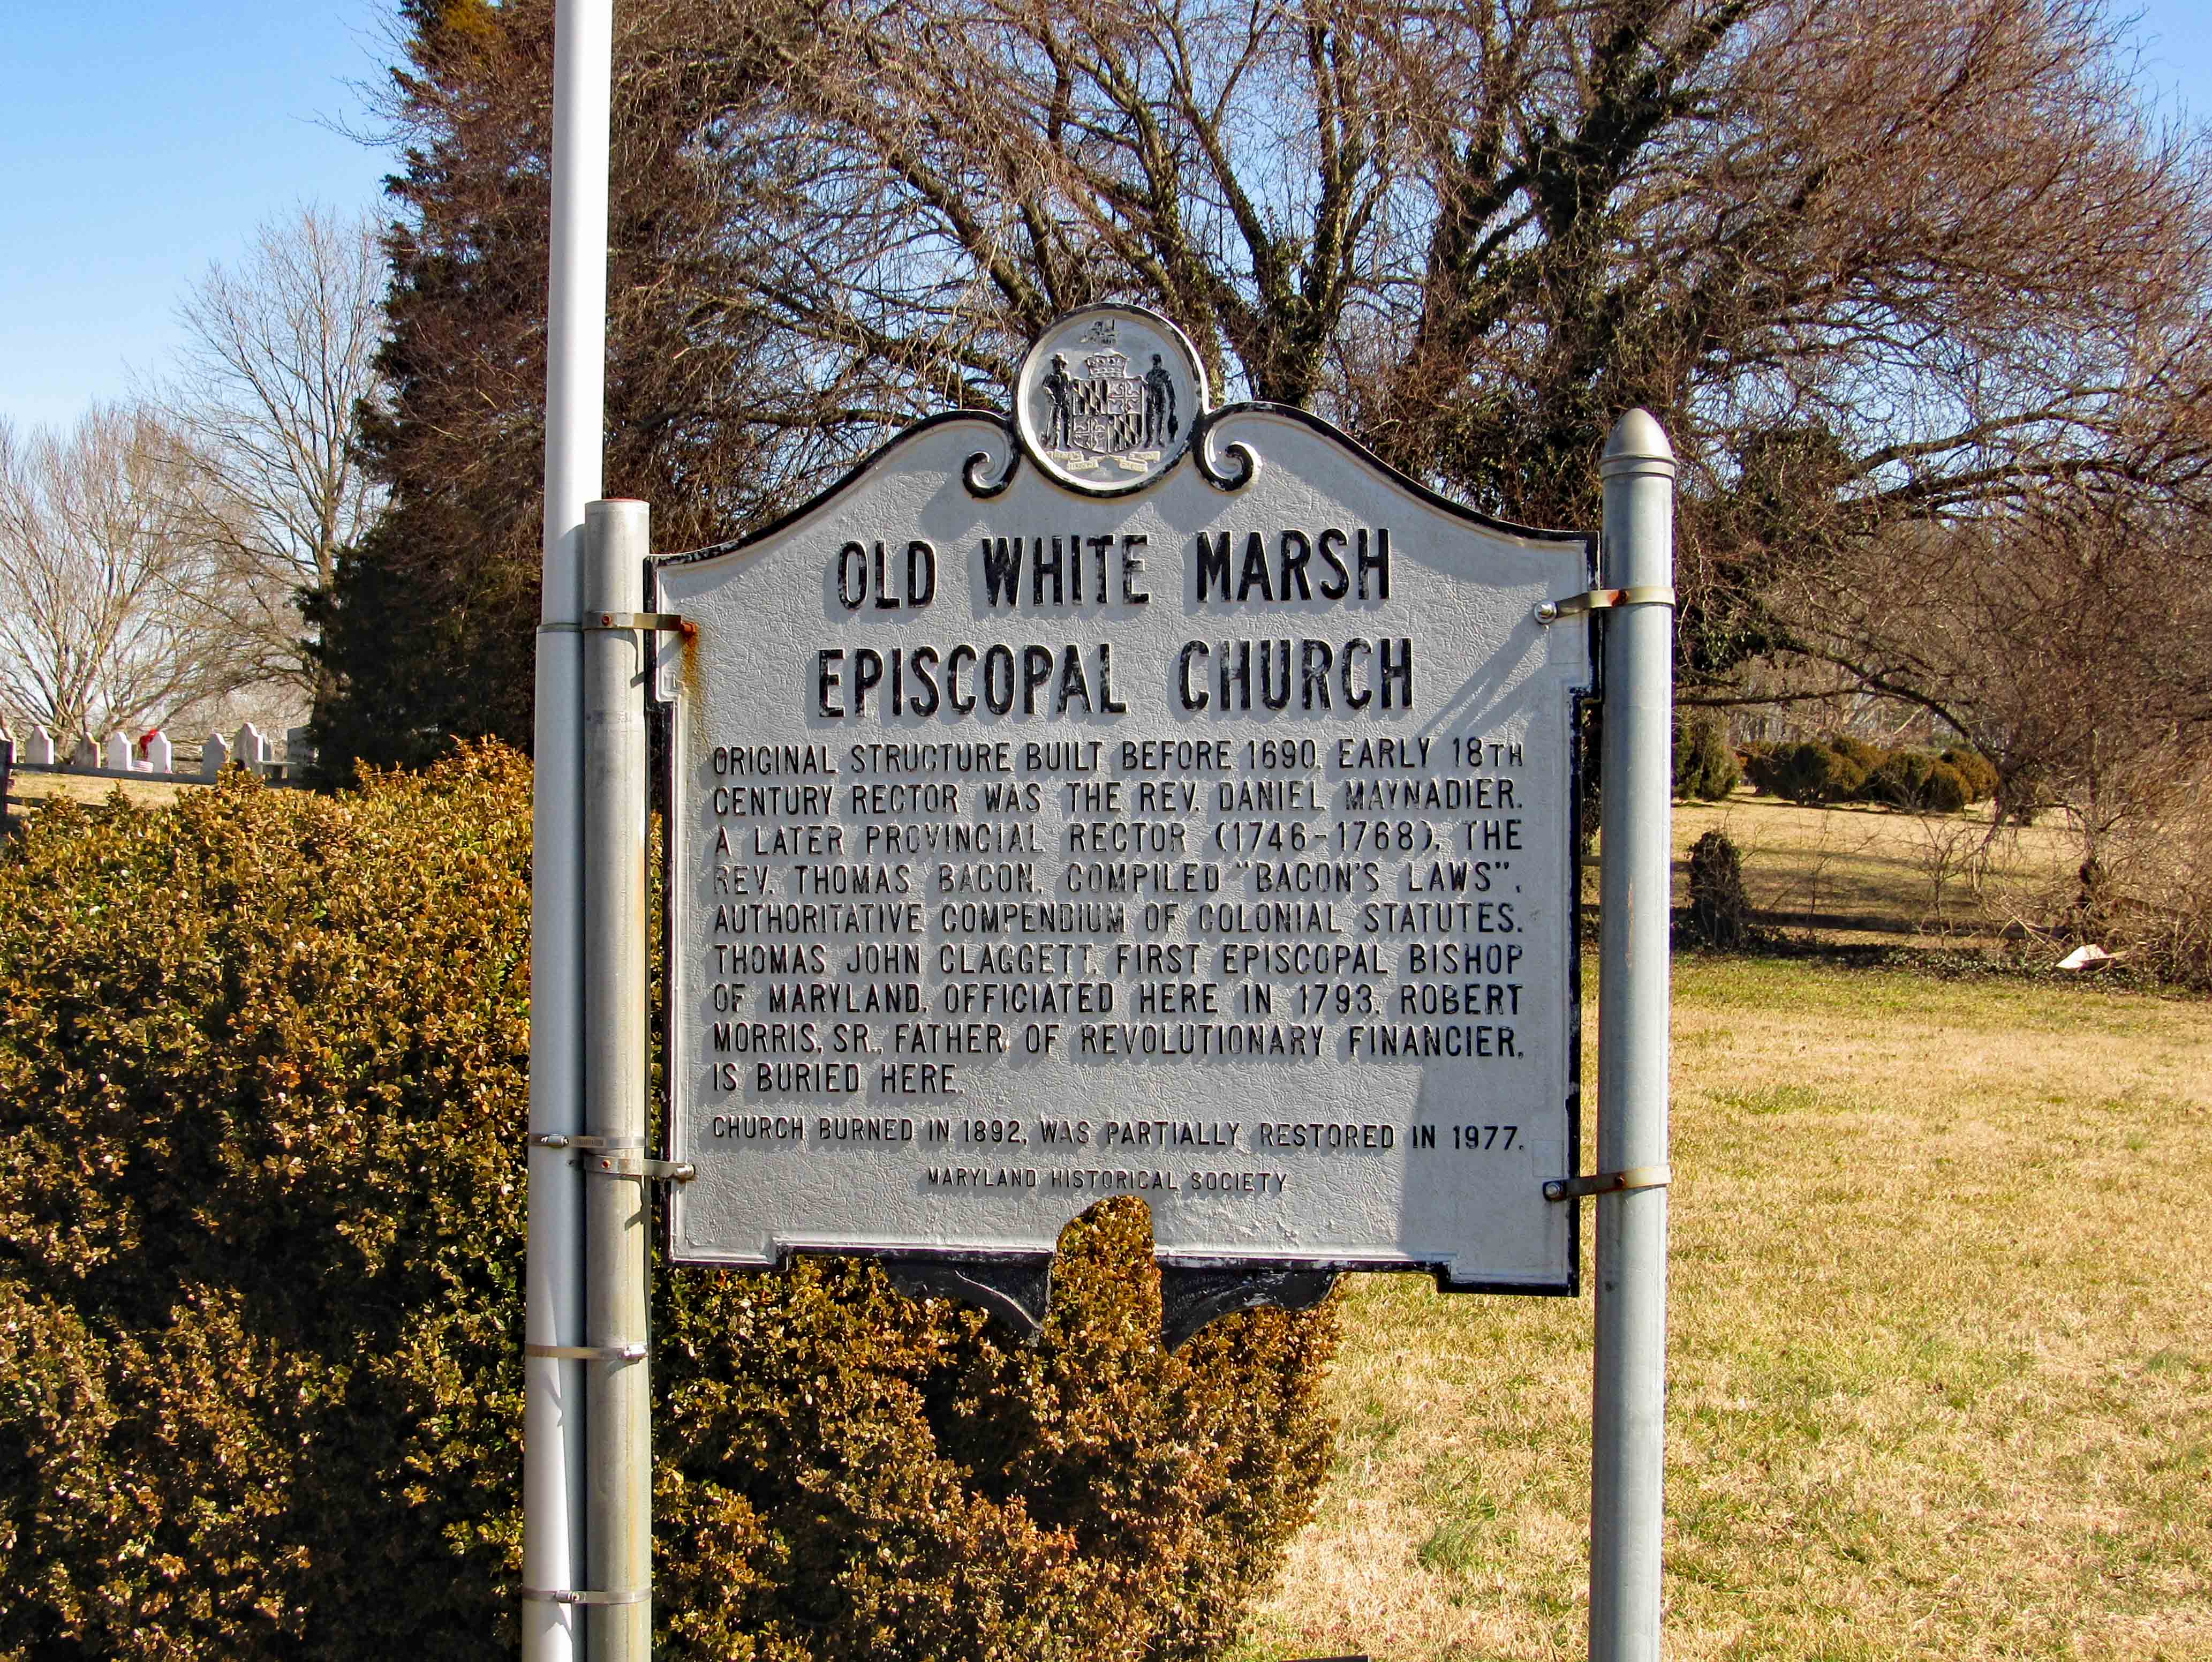 OLD WHITE MARSH
EPISCOPAL CHURCH
ORIGINAL STRUCTURE BUILT BEFORE 1690. EARLY 18TH
CENTURY RECTOR WAS THE REV. DANIEL MAYNADIER.
A LATER PROVINCIAL RECTOR (1746-1768), THE
REV. THOMAS BACON, COMPILED "BACON'S LAWS",
AUTHORITATIVE COMPENDIUM OF COLONIAL STATUTES.
THOMAS JOHN CLAGGETT, FIRST EPISCOPAL BISHOP
OF MARYLAND, OFFICIATED HERE IN 1793. ROBERT
MORRIS, SR., FATHER OF REVOLUTIONARY FINANCIER,
IS BURIED HERE.
CHURCH BURNED IN 1892, WAS PARTIALLY RESTORED IN 1977.
MARYLAND HISTORICAL SOCIETY